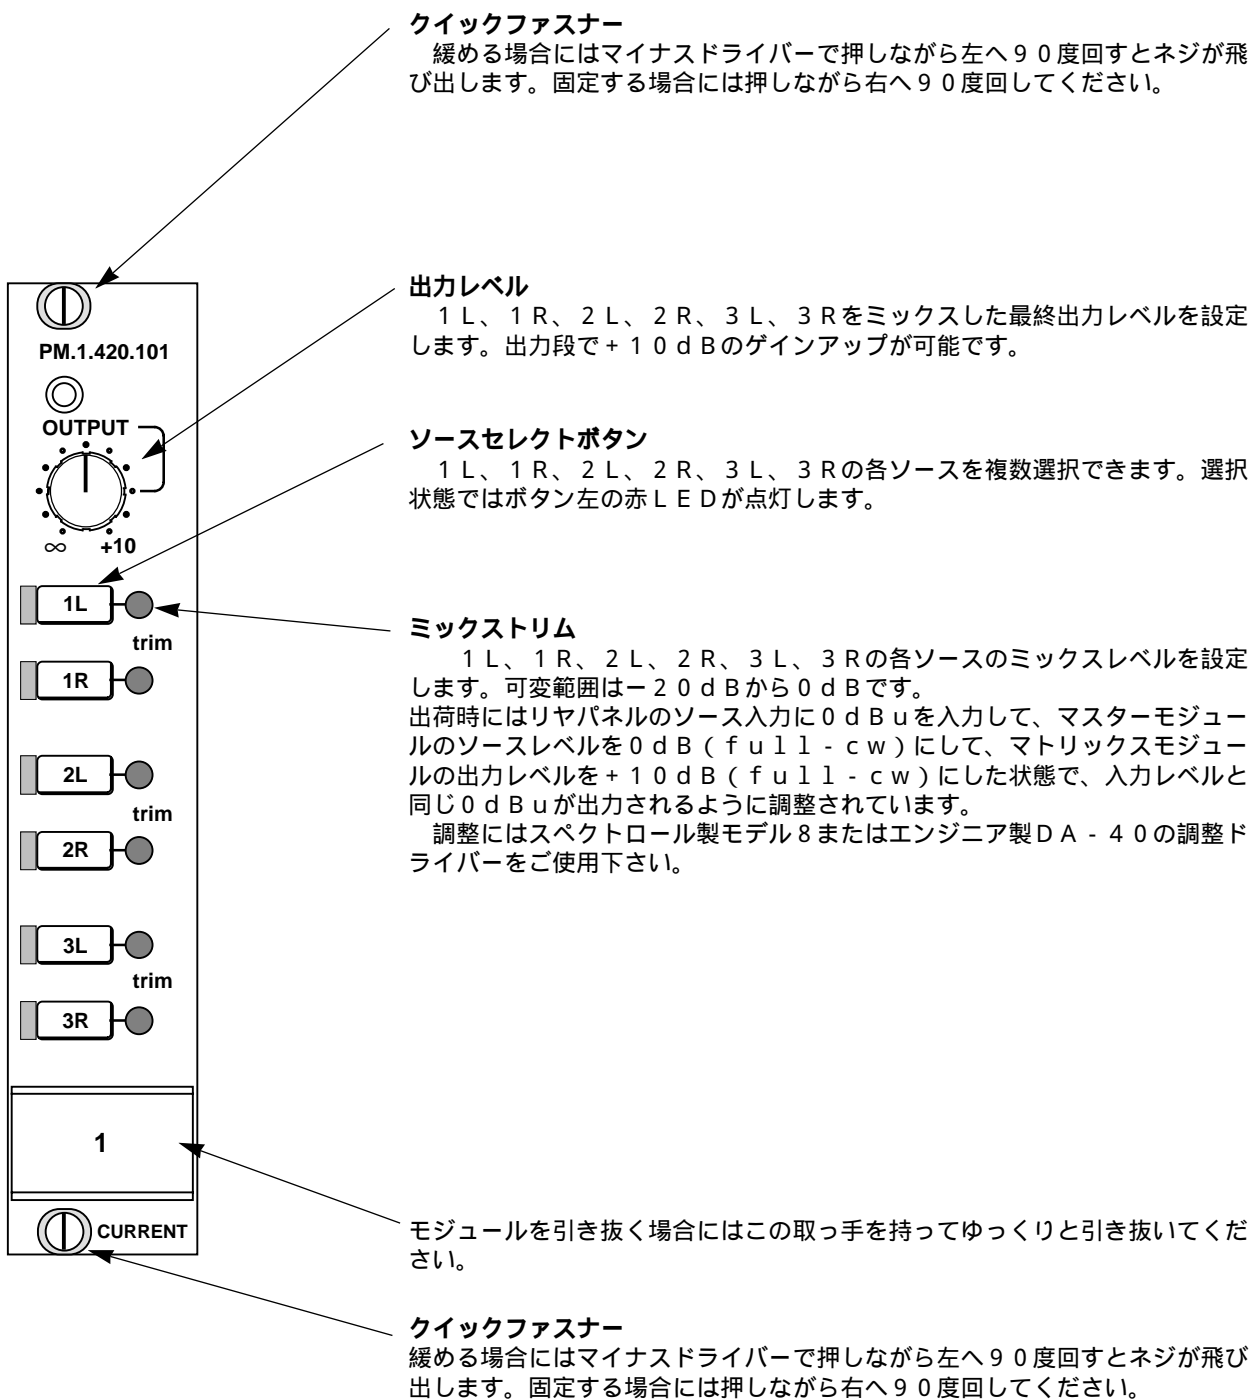 クイックファスナー
　緩める場合にはマイナスドライバーで押しながら左へ９０度回すとネジが飛
び出します。固定する場合には押しながら右へ９０度回してください。
PM.1.420.101
OUTPUT
∞ +10
出力レベル
　１Ｌ、１Ｒ、２Ｌ、２Ｒ、３Ｌ、３Ｒをミックスした最終出力レベルを設定
します。出力段で+１０ｄＢのゲインアップが可能です。
ソースセレクトボタン
　１Ｌ、１Ｒ、２Ｌ、２Ｒ、３Ｌ、３Ｒの各ソースを複数選択できます。選択
状態ではボタン左の赤ＬＥＤが点灯します。
1L
trim
1R
2L
trim
2R
3L
trim
3R
ミックストリム
　　１Ｌ、１Ｒ、２Ｌ、２Ｒ、３Ｌ、３Ｒの各ソースのミックスレベルを設定
します。可変範囲はー２０ｄＢから０ｄＢです。
出荷時にはリヤパネルのソース入力に０ｄＢｕを入力して、マスターモジュー
ルのソースレベルを０ｄＢ(ｆｕｌｌ-ｃｗ)にして、マトリックスモジュー
ルの出力レベルを+１０ｄＢ(ｆｕｌｌ-ｃｗ)にした状態で、入力レベルと
同じ０ｄＢｕが出力されるように調整されています。
　調整にはスペクトロール製モデル８またはエンジニア製ＤＡ-４０の調整ド
ライバーをご使用下さい。
1
CURRENT
モジュールを引き抜く場合にはこの取っ手を持ってゆっくりと引き抜いてくだ
さい。
クイックファスナー
緩める場合にはマイナスドライバーで押しながら左へ９０度回すとネジが飛び
出します。固定する場合には押しながら右へ９０度回してください。